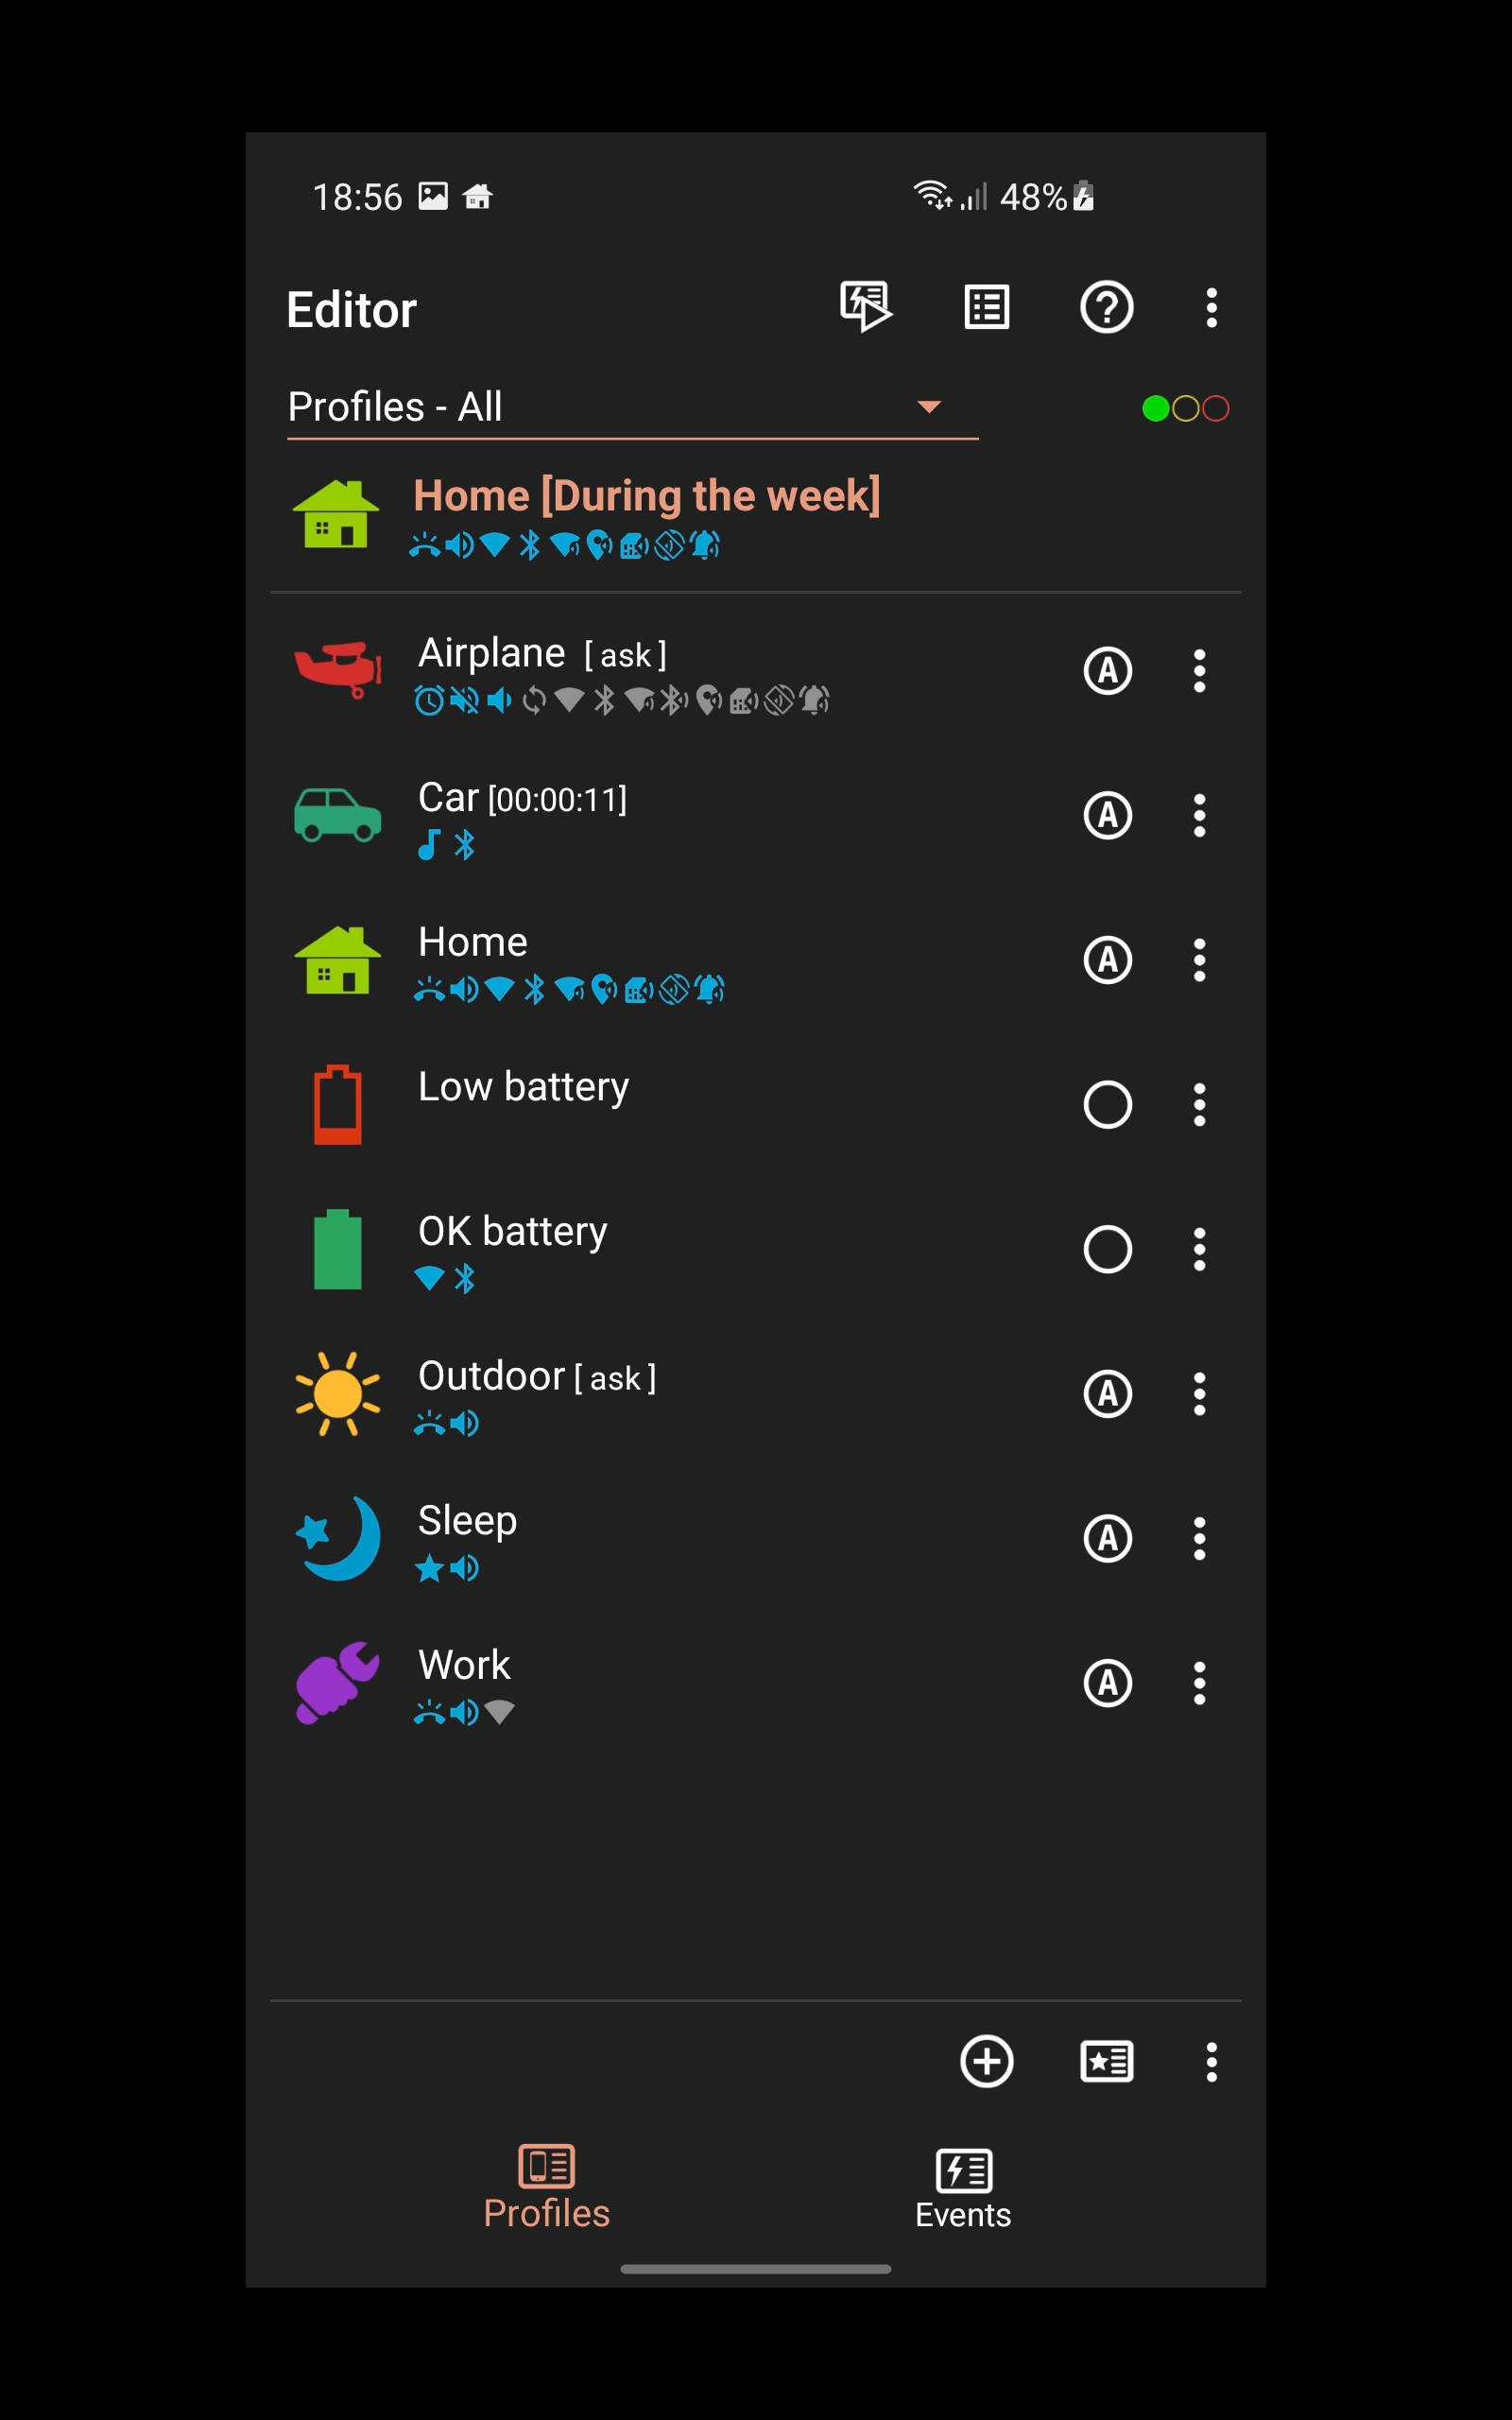 18:56 48%
Editor
Profiles - All
Home [During the week]
Airplane [ ask ]
A
Car [00:00:11]
A
Home
A
Low battery
OK battery
Outdoor [ ask ]
A
Sleep
A
Work
A
Profiles
Events